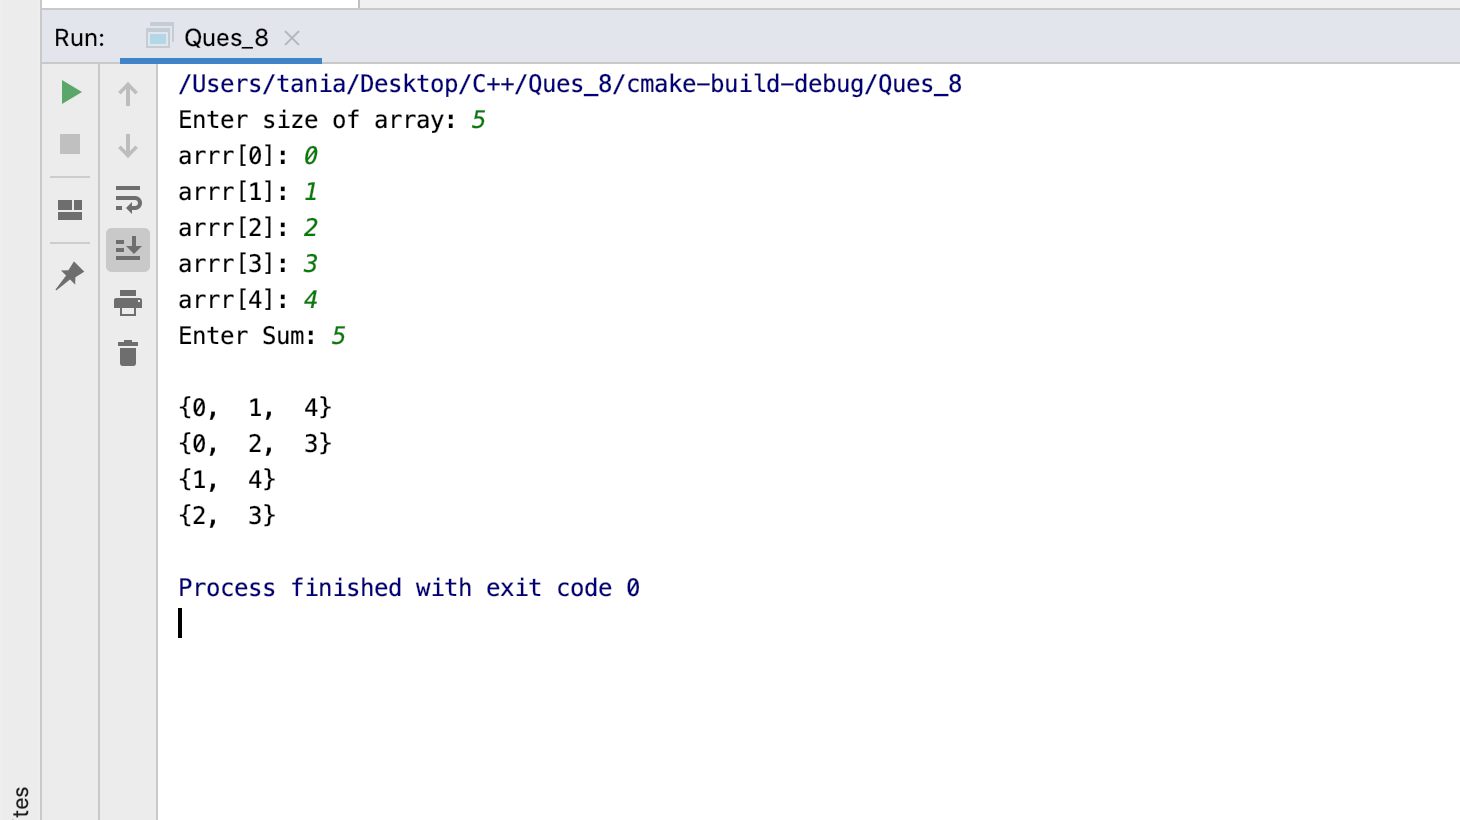 Run: Ques_8
/Users/tania/Desktop/C++/Ques_8/cmake-build-debug/Ques_8
Enter size of array: 5
arrr[0]: 0
arrr[1]: 1
arrr[2]: 2
arrr[3]: 3
arrr[4]: 4
Enter Sum: 5
{0,  1,  4}
{0,  2,  3}
{1,  4}
{2,  3}
Process finished with exit code 0